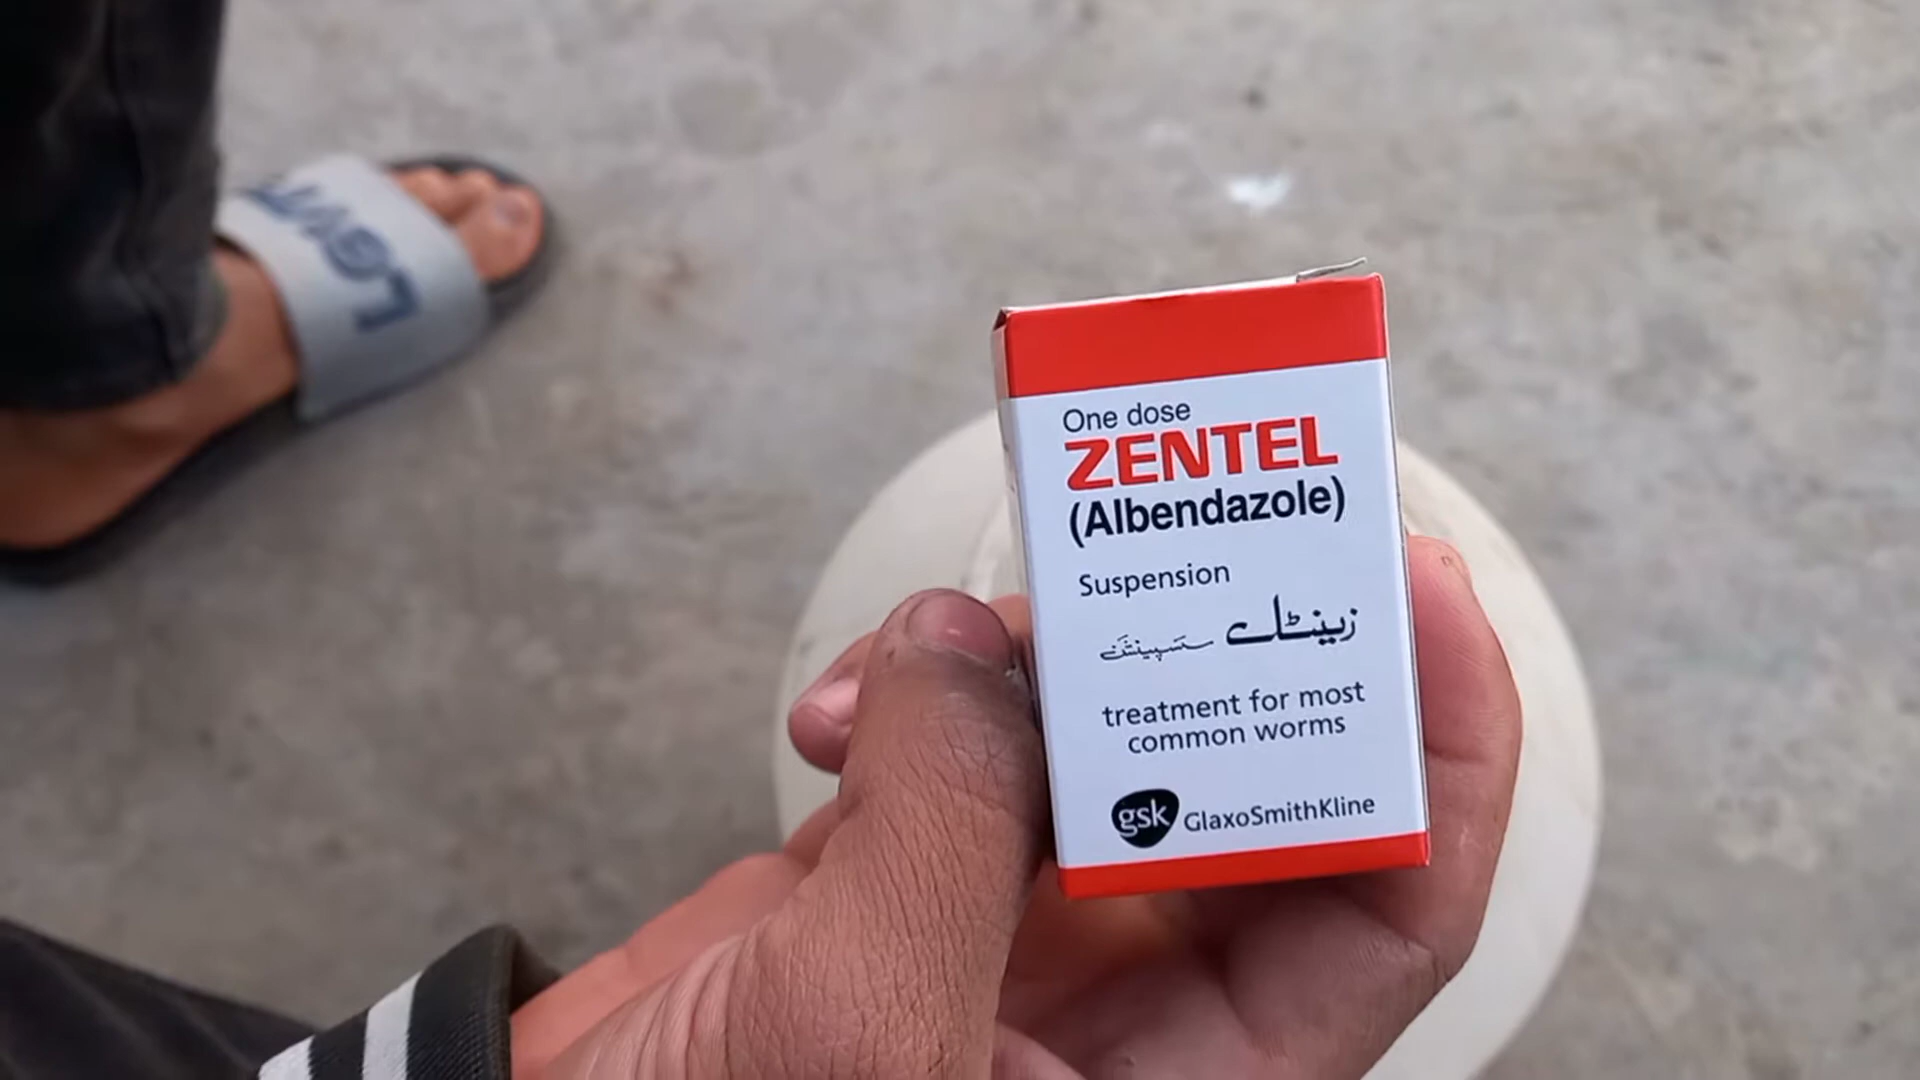 One dose
ZENTEL
(Albendazole)
Suspension
زینٹل سسپینشن
treatment for most
common worms
gsk GlaxoSmithKline